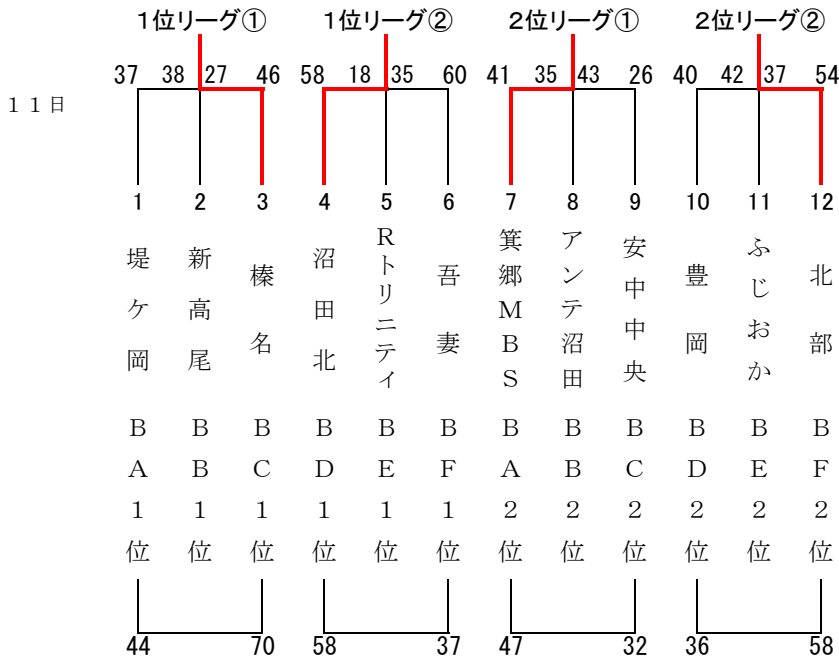 1位リーグ① 1位リーグ② 2位リーグ① 2位リーグ②
37 38 27 46 58 18 35 60 41 35 43 26 40 42 37 54
11日
1 2 3 4 5 6 7 8 9 10 11 12
堤ケ岡
新高尾
榛名
沼田北
Rトリニテイ
吾妻
箕郷MBS
アンテ沼田
安中中央
豊岡
ふじおか
北部
BA1位
BB1位
BC1位
BD1位
BE1位
BF1位
BA2位
BB2位
BC2位
BD2位
BE2位
BF2位
44 70 58 37 47 32 36 58